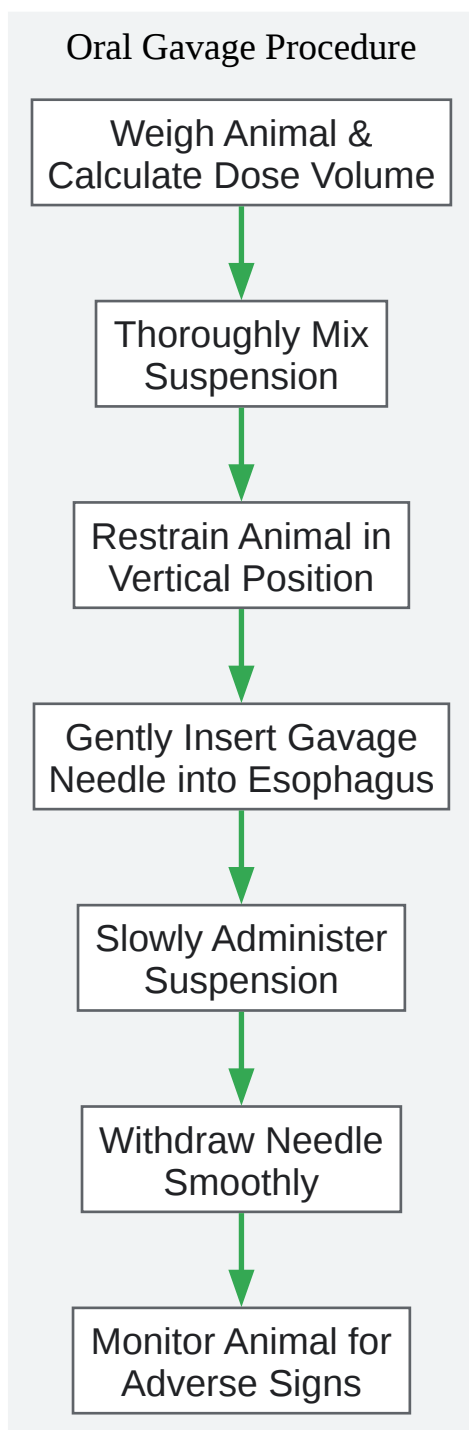 Oral Gavage Procedure
Weigh Animal &
Calculate Dose Volume
Thoroughly Mix
Suspension
Restrain Animal in
Vertical Position
Gently Insert Gavage
Needle into Esophagus
Slowly Administer
Suspension
Withdraw Needle
Smoothly
Monitor Animal for
Adverse Signs